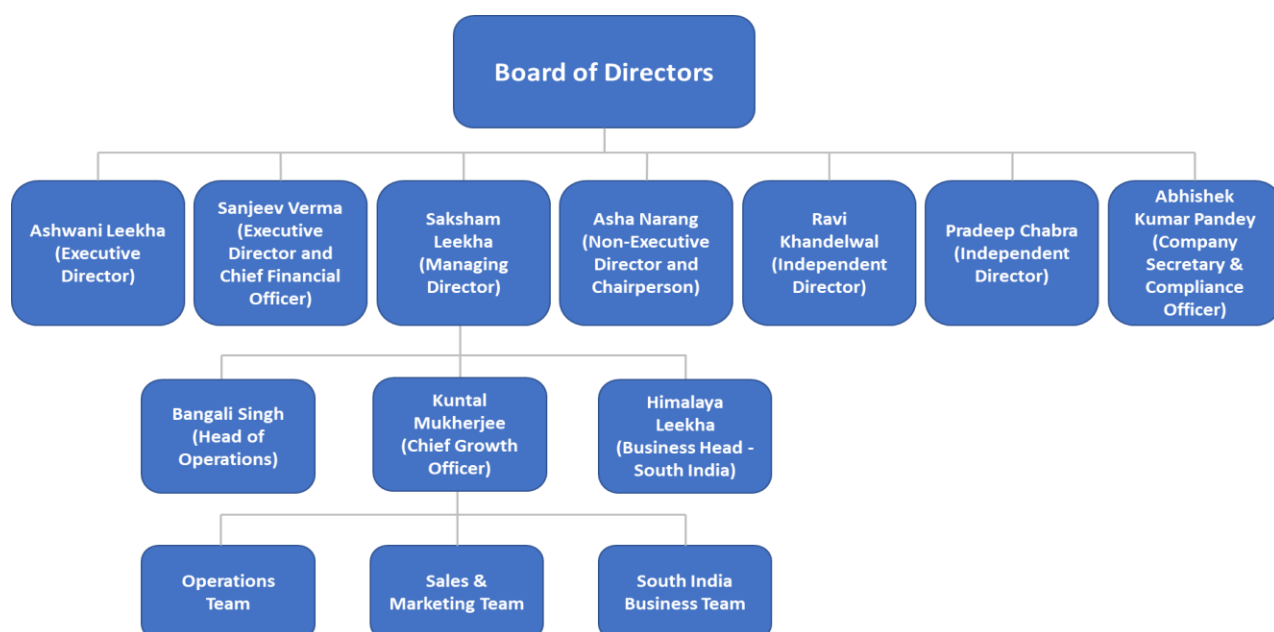 Board of Directors
Ashwani Leekha
(Executive
Director)
Sanjeev Verma
(Executive
Director and
Chief Financial
Officer)
Saksham
Leekha
(Managing
Director)
Asha Narang
(Non-Executive
Director and
Chairperson)
Ravi
Khandelwal
(Independent
Director)
Pradeep Chabra
(Independent
Director)
Abhishek
Kumar Pandey
(Company
Secretary &
Compliance
Officer)
Bangali Singh
(Head of
Operations)
Kuntal
Mukherjee
(Chief Growth
Officer)
Himalaya
Leekha
(Business Head -
South India)
Operations
Team
Sales &
Marketing Team
South India
Business Team